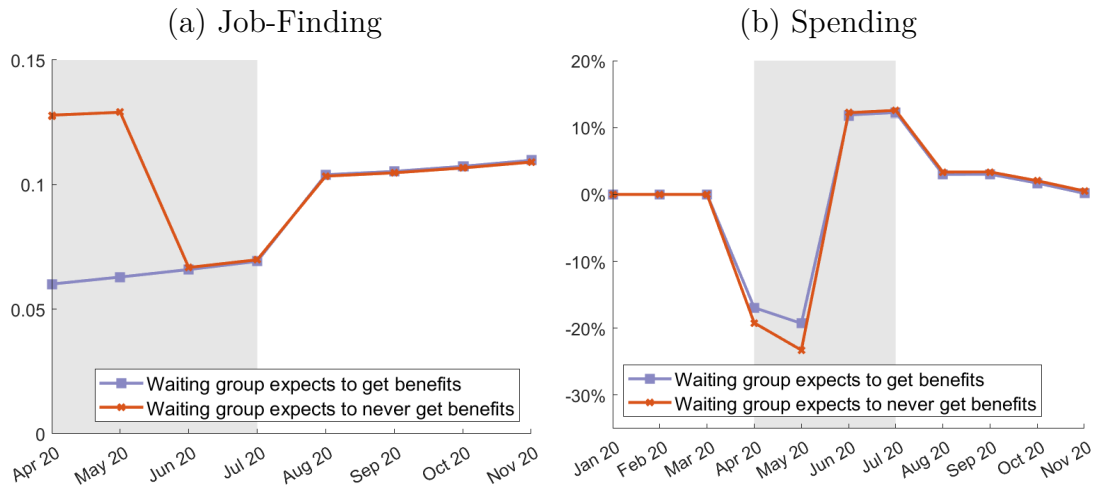 (a) Job-Finding
0.15
0.1
0.05
0
Apr 20
May 20
Jun 20
Jul 20
Aug 20
Sep 20
Oct 20
Nov 20
Waiting group expects to get benefits
Waiting group expects to never get benefits
(b) Spending
20%
10%
0%
-10%
-20%
-30%
Jan 20
Feb 20
Mar 20
Apr 20
May 20
Jun 20
Jul 20
Aug 20
Sep 20
Oct 20
Nov 20
Waiting group expects to get benefits
Waiting group expects to never get benefits